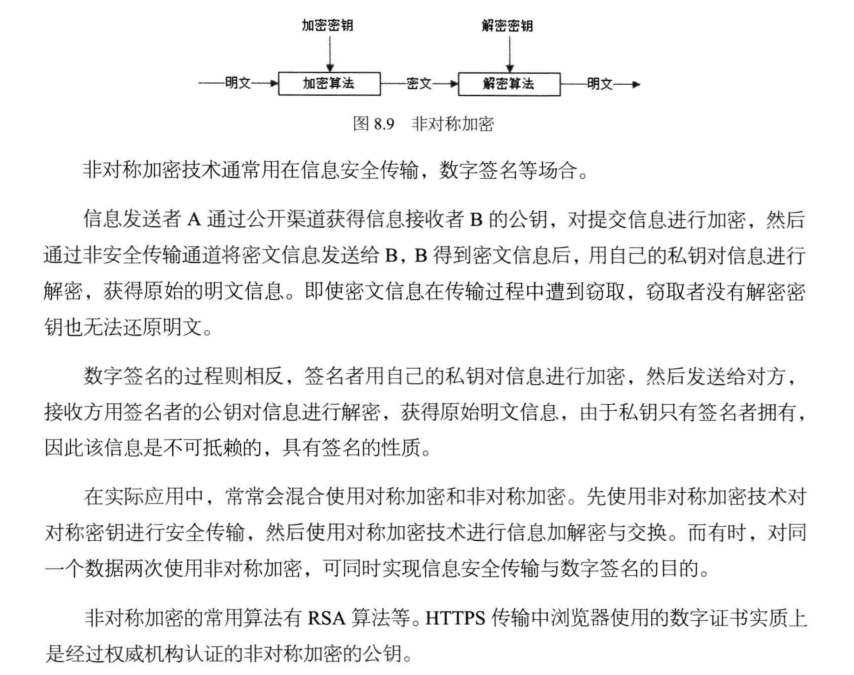 加密密钥 解密密钥
明文 加密算法 密文 解密算法 明文
图 8.9 非对称加密
非对称加密技术通常用在信息安全传输，数字签名等场合。
信息发送者 A 通过公开渠道获得信息接收者 B 的公钥，对提交信息进行加密，然后
通过非安全传输通道将密文信息发送给 B，B 得到密文信息后，用自己的私钥对信息进行
解密，获得原始的明文信息。即使密文信息在传输过程中遭到窃取，窃取者没有解密密
钥也无法还原明文。
数字签名的过程则相反，签名者用自己的私钥对信息进行加密，然后发送给对方，
接收方用签名者的公钥对信息进行解密，获得原始明文信息，由于私钥只有签名者拥有，
因此该信息是不可抵赖的，具有签名的性质。
在实际应用中，常常会混合使用对称加密和非对称加密。先使用非对称加密技术对
对称密钥进行安全传输，然后使用对称加密技术进行信息加解密与交换。而有时，对同
一个数据两次使用非对称加密，可同时实现信息安全传输与数字签名的目的。
非对称加密的常用算法有 RSA 算法等。HTTPS 传输中浏览器使用的数字证书实质上
是经过权威机构认证的非对称加密的公钥。